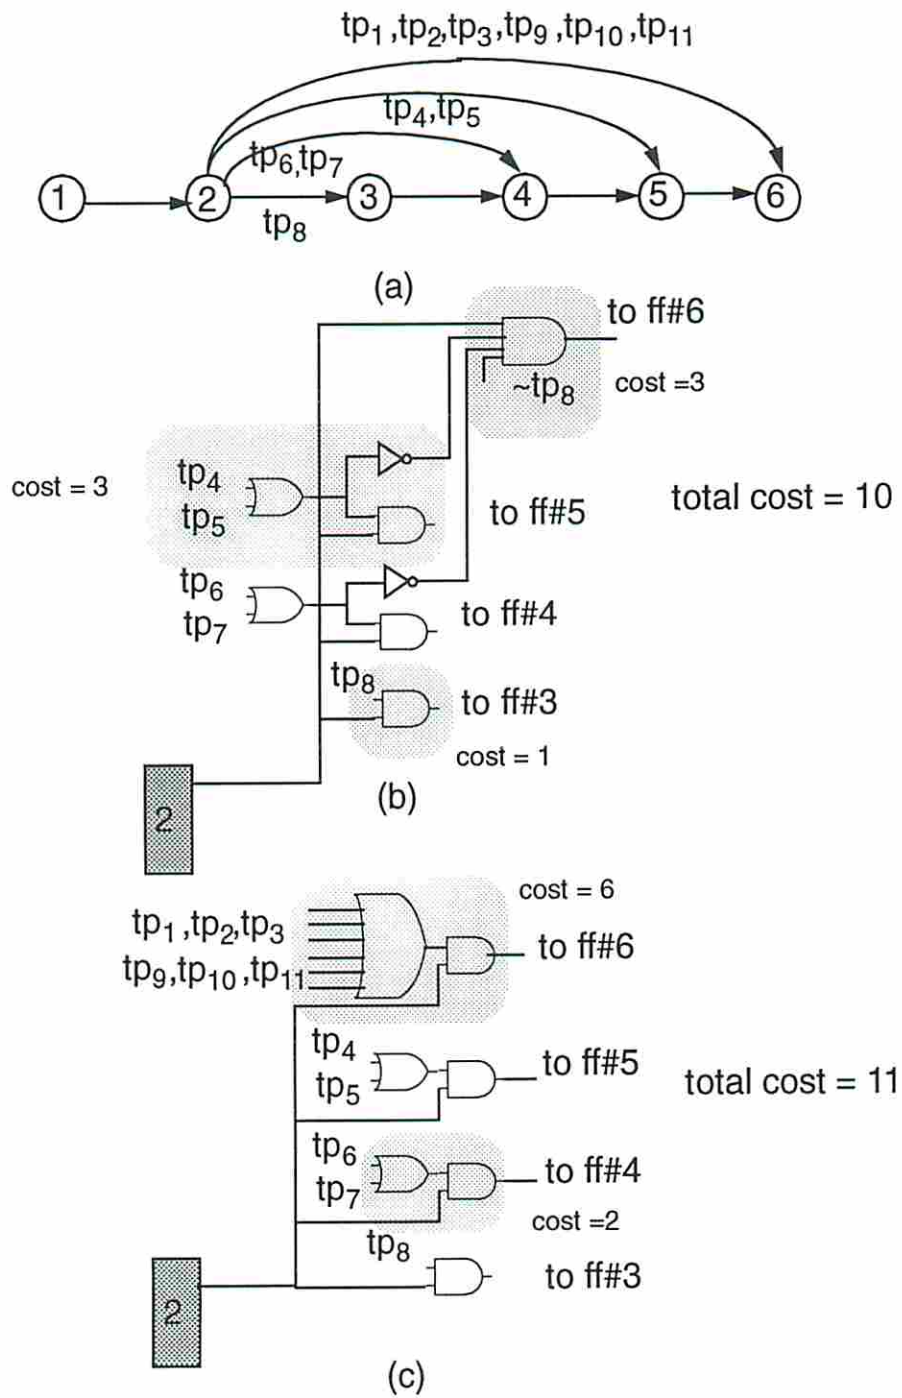 tp1 ,tp2,tp3,tp9 ,tp10 ,tp11
tp4,tp5
tp6,tp7
1 2 3 4 5 6
tp8
(a)
to ff#6
~tp8
cost =3
tp4
cost = 3
tp5
to ff#5
total cost = 10
tp6
tp7
to ff#4
tp8
to ff#3
cost = 1
2
(b)
cost = 6
tp1 ,tp2,tp3
to ff#6
tp9,tp10 ,tp11
tp4
to ff#5
tp5
total cost = 11
tp6
to ff#4
tp7
cost =2
tp8
to ff#3
2
(c)